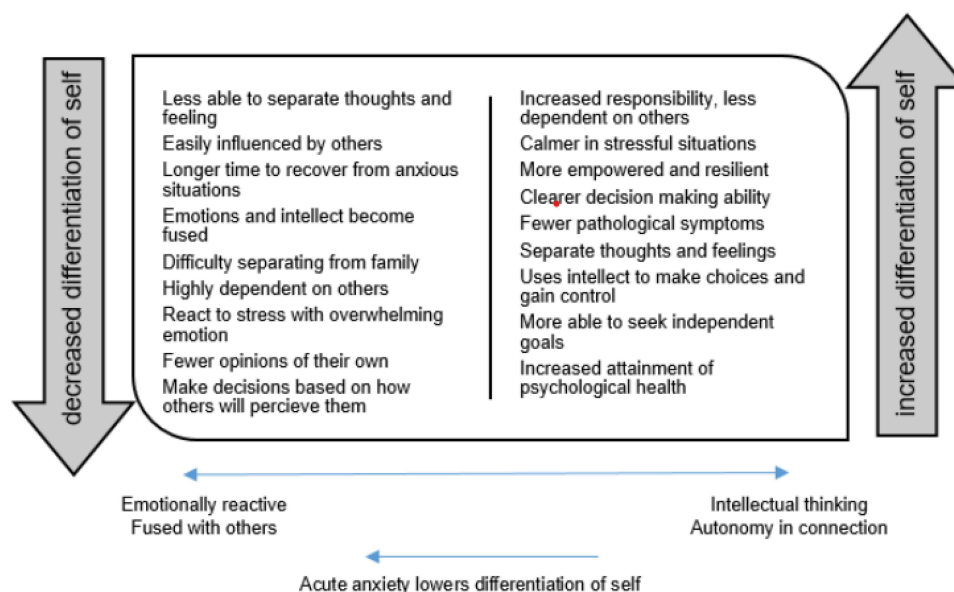 decreased differentiation of self
Less able to separate thoughts and
feeling
Easily influenced by others
Longer time to recover from anxious
situations
Emotions and intellect become
fused
Difficulty separating from family
Highly dependent on others
React to stress with overwhelming
emotion
Fewer opinions of their own
Make decisions based on how
others will percieve them
Increased responsibility, less
dependent on others
Calmer in stressful situations
More empowered and resilient
Clearer decision making ability
Fewer pathological symptoms
Separate thoughts and feelings
Uses intellect to make choices and
gain control
More able to seek independent
goals
Increased attainment of
psychological health
increased differentiation of self
Emotionally reactive
Fused with others
Intellectual thinking
Autonomy in connection
Acute anxiety lowers differentiation of self